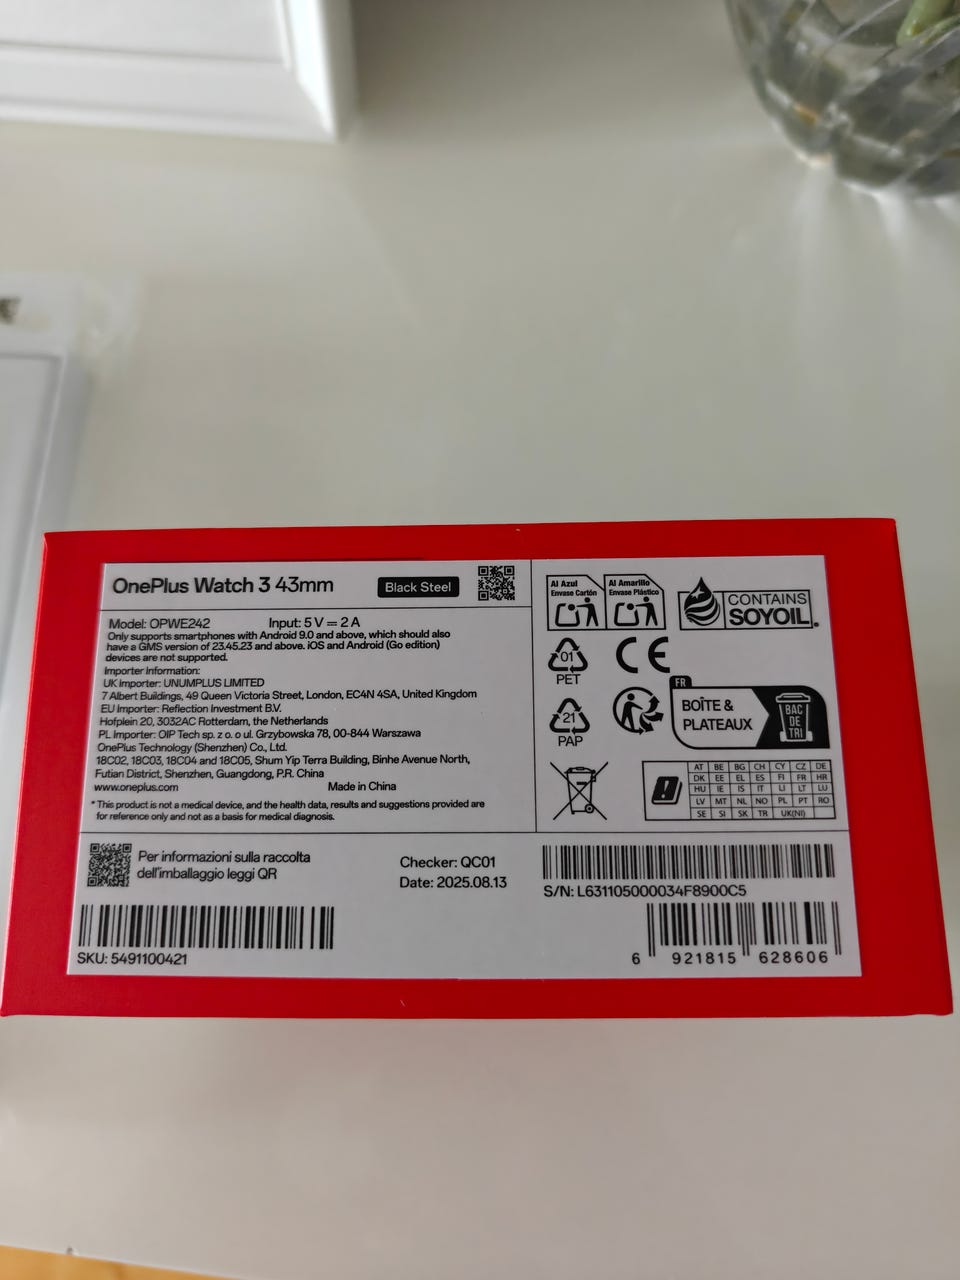 OnePlus Watch 3 43mm
Black Steel
Model: OPWE242 Input: 5 V ⎓ 2 A
Only supports smartphones with Android 9.0 and above, which should also
have a GMS version of 23.45.23 and above. iOS and Android (Go edition)
devices are not supported.
Importer Information:
UK Importer: UNUMPLUS LIMITED
7 Albert Buildings, 49 Queen Victoria Street, London, EC4N 4SA, United Kingdom
EU Importer: Reflection Investment B.V.
Hofplein 20, 3032AC Rotterdam, the Netherlands
PL Importer: OIP Tech sp. z o. o ul. Grzybowska 78, 00-844 Warszawa
OnePlus Technology (Shenzhen) Co., Ltd.
18C02, 18C03, 18C04 and 18C05, Shum Yip Terra Building, Binhe Avenue North,
Futian District, Shenzhen, Guangdong, P.R. China
www.oneplus.com Made in China
* This product is not a medical device, and the health data, results and suggestions provided are
for reference only and not as a basis for medical diagnosis.
Al Azul
Envase Cartón
Al Amarillo
Envase Plástico
CONTAINS
SOYOIL.
01
PET
CE
21
PAP
FR
BOÎTE &
PLATEAUX
BAC
DE
TRI
AT BE BG CH CY CZ DE
DK EE EL ES FI FR HR
HU IE IS IT LI LT LU
LV MT NL NO PL PT RO
SE SI SK TR UK(NI)
Per informazioni sulla raccolta
dell'imballaggio leggi QR
Checker: QC01
Date: 2025.08.13
S/N: L631105000034F8900C5
SKU: 5491100421
6 921815 628606